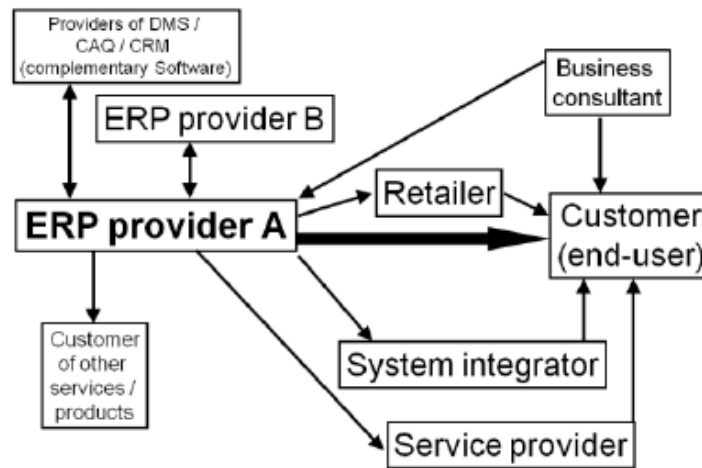 Providers of DMS /
CAQ / CRM
(complementary Software)
Business
consultant
ERP provider B
Retailer
ERP provider A
Customer
(end-user)
Customer
of other
services /
products
System integrator
Service provider